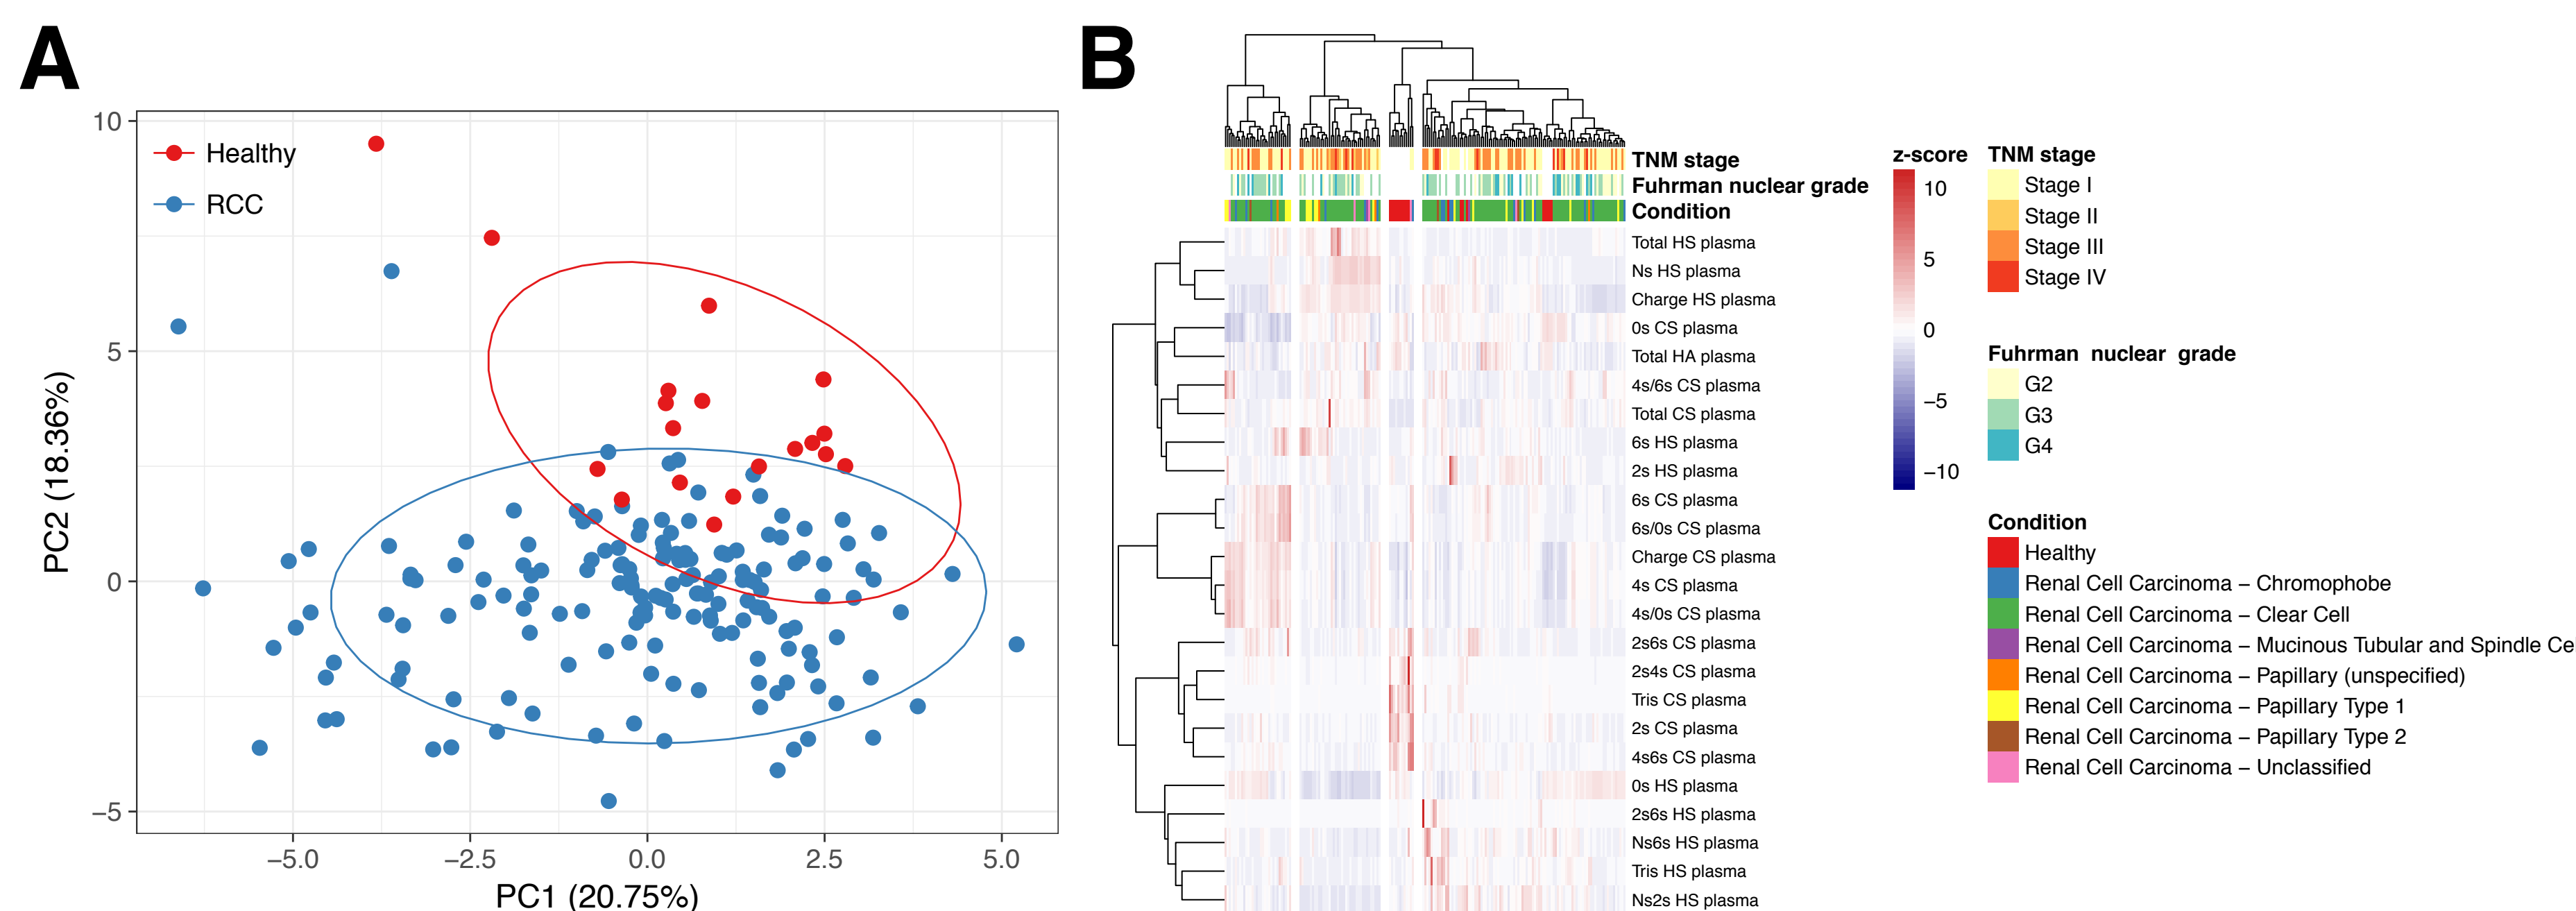 A
10
5
0
−5
PC2 (18.36%)
Healthy
RCC
−5.0
−2.5
0.0
2.5
5.0
PC1 (20.75%)
B
TNM stage
Fuhrman nuclear grade
Condition
Total HS plasma
Ns HS plasma
Charge HS plasma
0s CS plasma
Total HA plasma
4s/6s CS plasma
Total CS plasma
6s HS plasma
2s HS plasma
6s CS plasma
6s/0s CS plasma
Charge CS plasma
4s CS plasma
4s/0s CS plasma
2s6s CS plasma
2s4s CS plasma
Tris CS plasma
2s CS plasma
4s6s CS plasma
0s HS plasma
2s6s HS plasma
Ns6s HS plasma
Tris HS plasma
Ns2s HS plasma
z-score
10
5
0
−5
−10
TNM stage
Stage I
Stage II
Stage III
Stage IV
Fuhrman nuclear grade
G2
G3
G4
Condition
Healthy
Renal Cell Carcinoma − Chromophobe
Renal Cell Carcinoma − Clear Cell
Renal Cell Carcinoma − Mucinous Tubular and Spindle Ce
Renal Cell Carcinoma − Papillary (unspecified)
Renal Cell Carcinoma − Papillary Type 1
Renal Cell Carcinoma − Papillary Type 2
Renal Cell Carcinoma − Unclassified